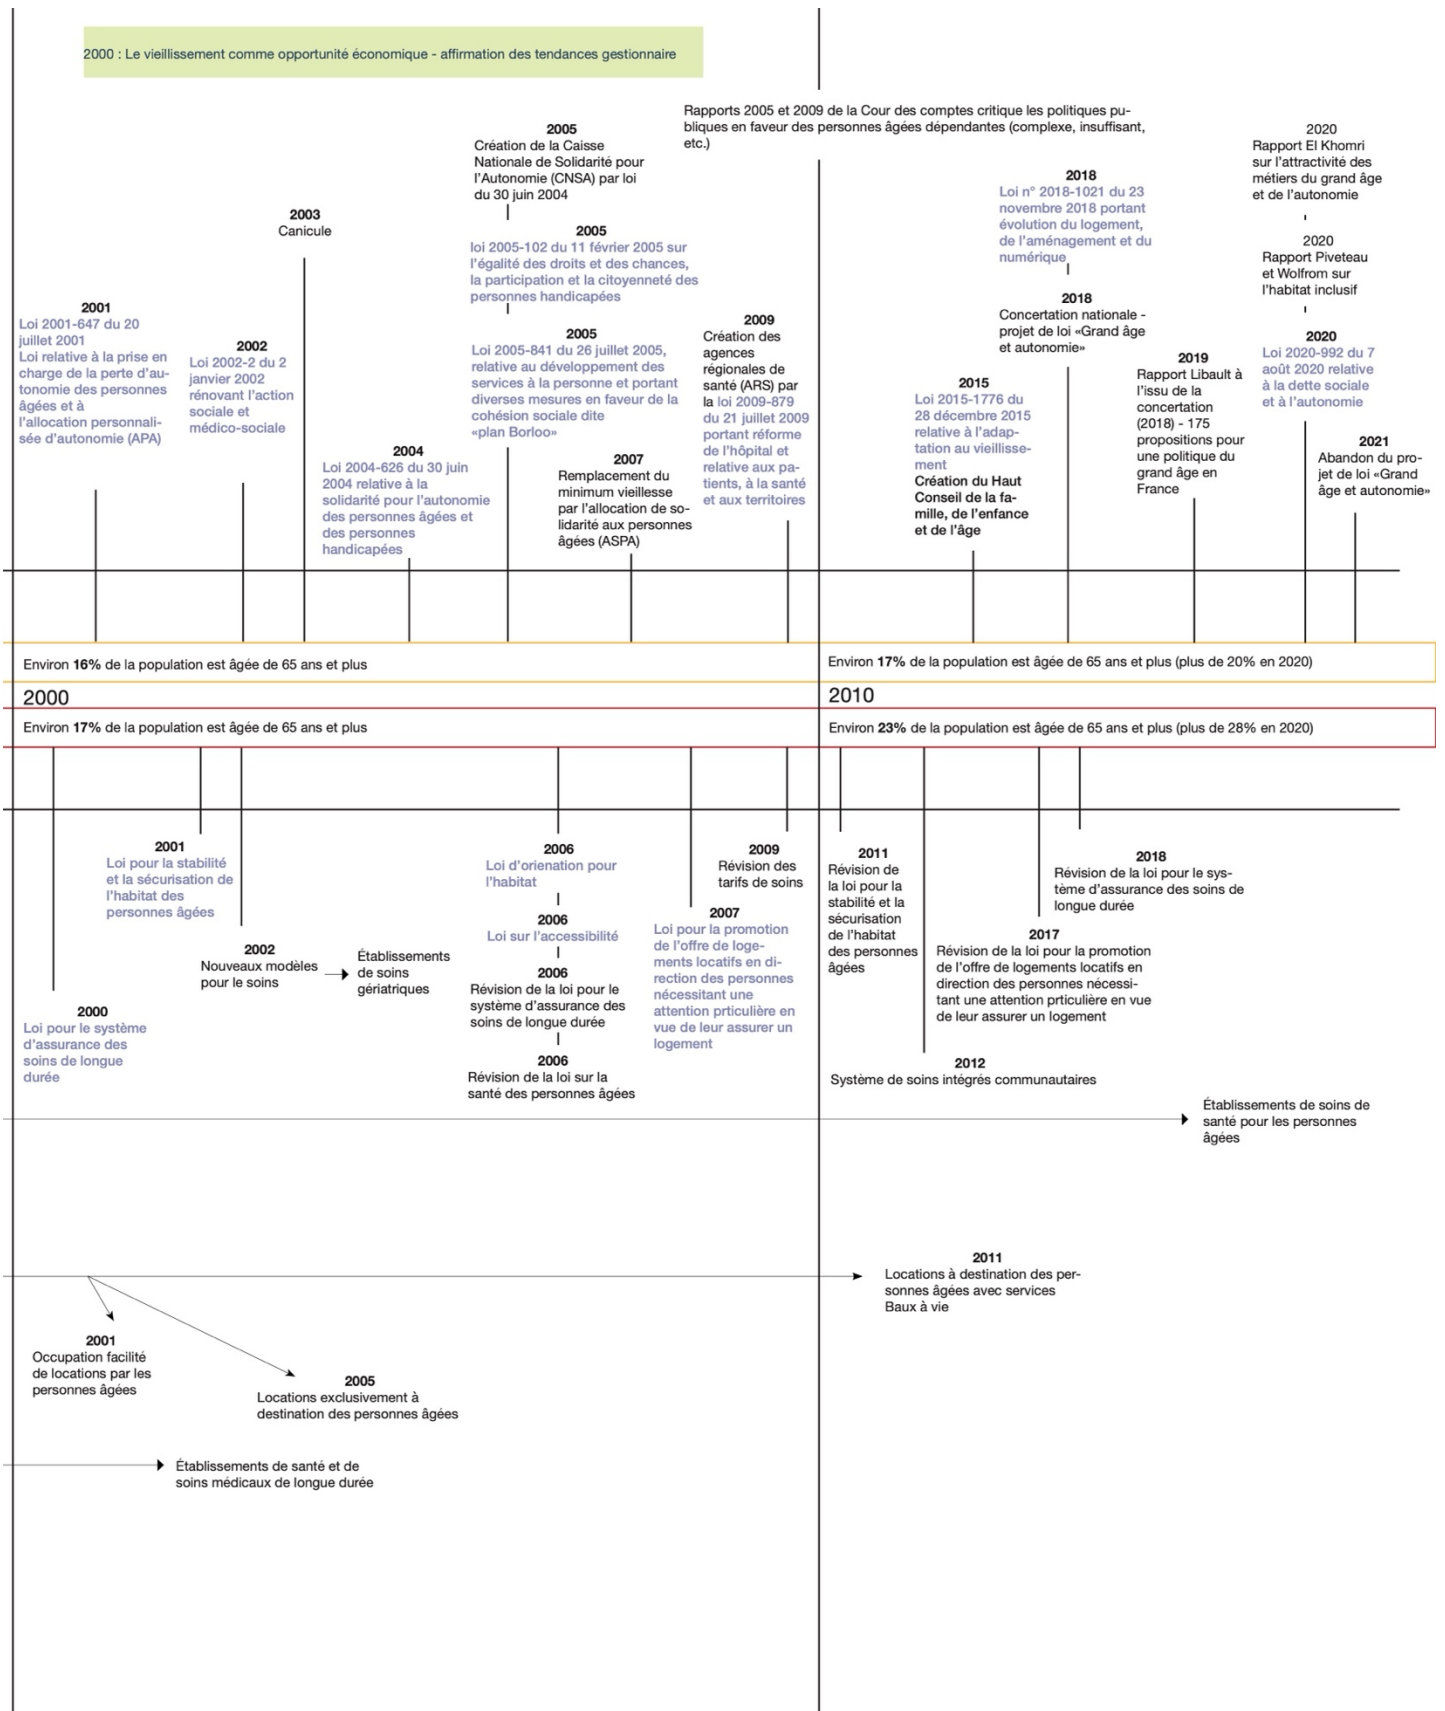 2000 : Le vieillissement comme opportunité économique - affirmation des tendances gestionnaire
Rapports 2005 et 2009 de la Cour des comptes critique les politiques pu-
bliques en faveur des personnes âgées dépendantes (complexe, insuffisant,
etc.)
2001
Loi 2001-647 du 20
juillet 2001
Loi relative à la prise en
charge de la perte d'au-
tonomie des personnes
âgées et à
l'allocation personnali-
sée d'autonomie (APA)
2002
Loi 2002-2 du 2
janvier 2002
rénovant l'action
sociale et
médico-sociale
2003
Canicule
2004
Loi 2004-626 du 30 juin
2004 relative à la
solidarité pour l'autonomie
des personnes âgées et
des personnes
handicapées
2005
Création de la Caisse
Nationale de Solidarité pour
l'Autonomie (CNSA) par loi
du 30 juin 2004
2005
loi 2005-102 du 11 février 2005 sur
l'égalité des droits et des chances,
la participation et la citoyenneté des
personnes handicapées
2005
Loi 2005-841 du 26 juillet 2005,
relative au développement des
services à la personne et portant
diverses mesures en faveur de la
cohésion sociale dite
«plan Borloo»
2007
Remplacement du
minimum vieillesse
par l'allocation de so-
lidarité aux personnes
âgées (ASPA)
2009
Création des
agences
régionales de
santé (ARS) par
la loi 2009-879
du 21 juillet 2009
portant réforme
de l'hôpital et
relative aux pa-
tients, à la santé
et aux territoires
2015
Loi 2015-1776 du
28 décembre 2015
relative à l'adap-
tation au vieillisse-
ment
Création du Haut
Conseil de la fa-
mille, de l'enfance
et de l'âge
2018
Loi n° 2018-1021 du 23
novembre 2018 portant
évolution du logement,
de l'aménagement et du
numérique
2018
Concertation nationale -
projet de loi «Grand âge
et autonomie»
2019
Rapport Libault à
l'issu de la
concertation
(2018) - 175
propositions pour
une politique du
grand âge en
France
2020
Rapport El Khomri
sur l'attractivité des
métiers du grand âge
et de l'autonomie
2020
Rapport Piveteau
et Wolfrom sur
l'habitat inclusif
2020
Loi 2020-992 du 7
août 2020 relative
à la dette sociale
et à l'autonomie
2021
Abandon du pro-
jet de loi «Grand
âge et autonomie»
Environ 16% de la population est âgée de 65 ans et plus
Environ 17% de la population est âgée de 65 ans et plus (plus de 20% en 2020)
2000
2010
Environ 17% de la population est âgée de 65 ans et plus
Environ 23% de la population est âgée de 65 ans et plus (plus de 28% en 2020)
2000
Loi pour le système
d'assurance des
soins de longue
durée
2001
Loi pour la stabilité
et la sécurisation de
l'habitat des
personnes âgées
2002
Nouveaux modèles
pour le soins
Établissements
de soins
gériatriques
2006
Loi d'orienation pour
l'habitat
2006
Loi sur l'accessibilité
2006
Révision de la loi pour le
système d'assurance des
soins de longue durée
2006
Révision de la loi sur la
santé des personnes âgées
2007
Loi pour la promotion
de l'offre de loge-
ments locatifs en di-
rection des personnes
nécessitant une
attention prticulière en
vue de leur assurer un
logement
2009
Révision des
tarifs de soins
2011
Révision de
la loi pour la
stabilité et la
sécurisation
de l'habitat
des personnes
âgées
2012
Système de soins intégrés communautaires
2017
Révision de la loi pour la promotion
de l'offre de logements locatifs en
direction des personnes nécessi-
tant une attention prticulière en vue
de leur assurer un logement
2018
Révision de la loi pour le sys-
tème d'assurance des soins de
longue durée
Établissements de soins de
santé pour les personnes
âgées
2011
Locations à destination des per-
sonnes âgées avec services
Baux à vie
2001
Occupation facilité
de locations par les
personnes âgées
2005
Locations exclusivement à
destination des personnes âgées
Établissements de santé et de
soins médicaux de longue durée